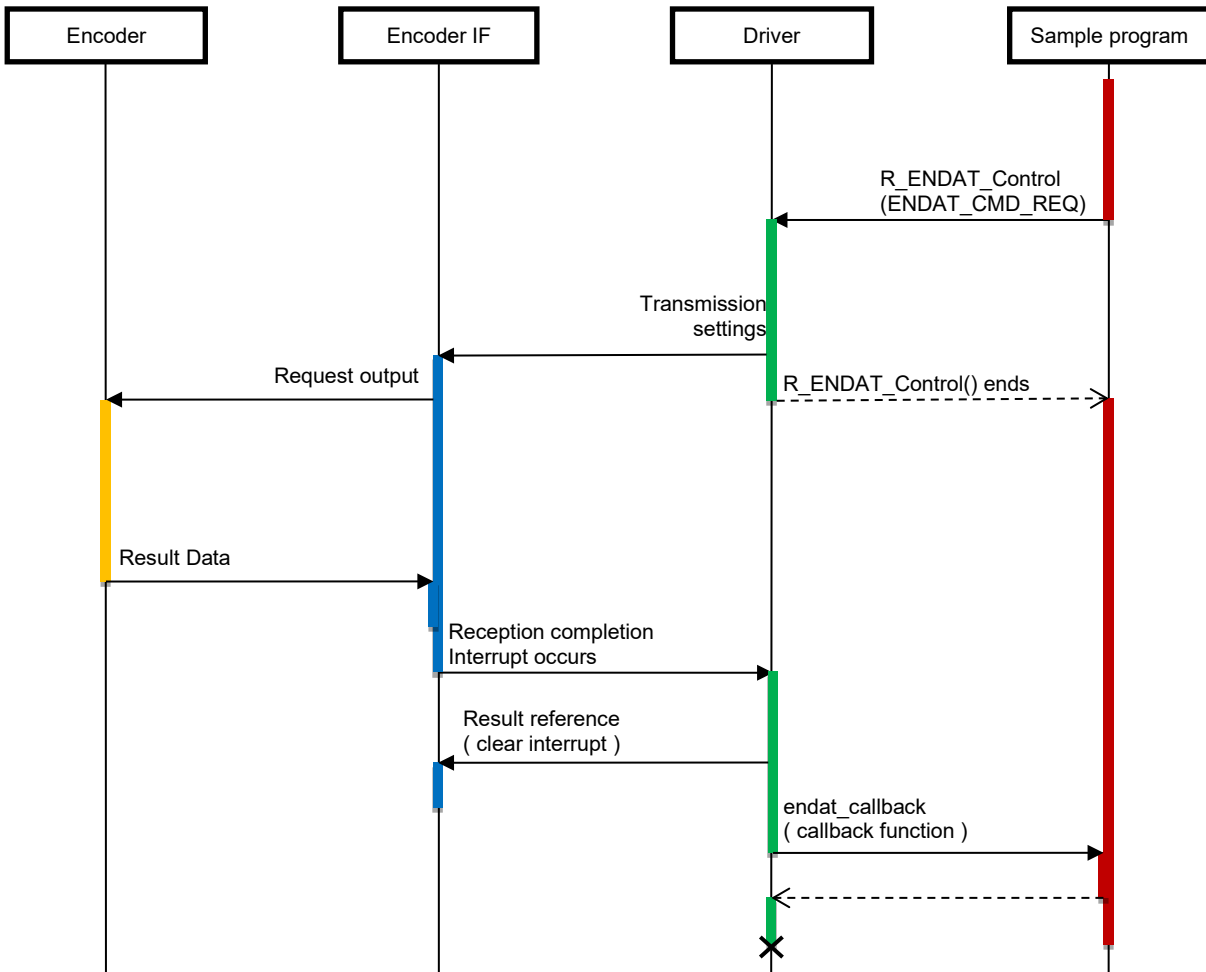 Encoder
Encoder IF
Driver
Sample program
R_ENDAT_Control
(ENDAT_CMD_REQ)
Transmission
settings
Request output
R_ENDAT_Control() ends
Result Data
Reception completion
Interrupt occurs
Result reference
( clear interrupt )
endat_callback
( callback function )